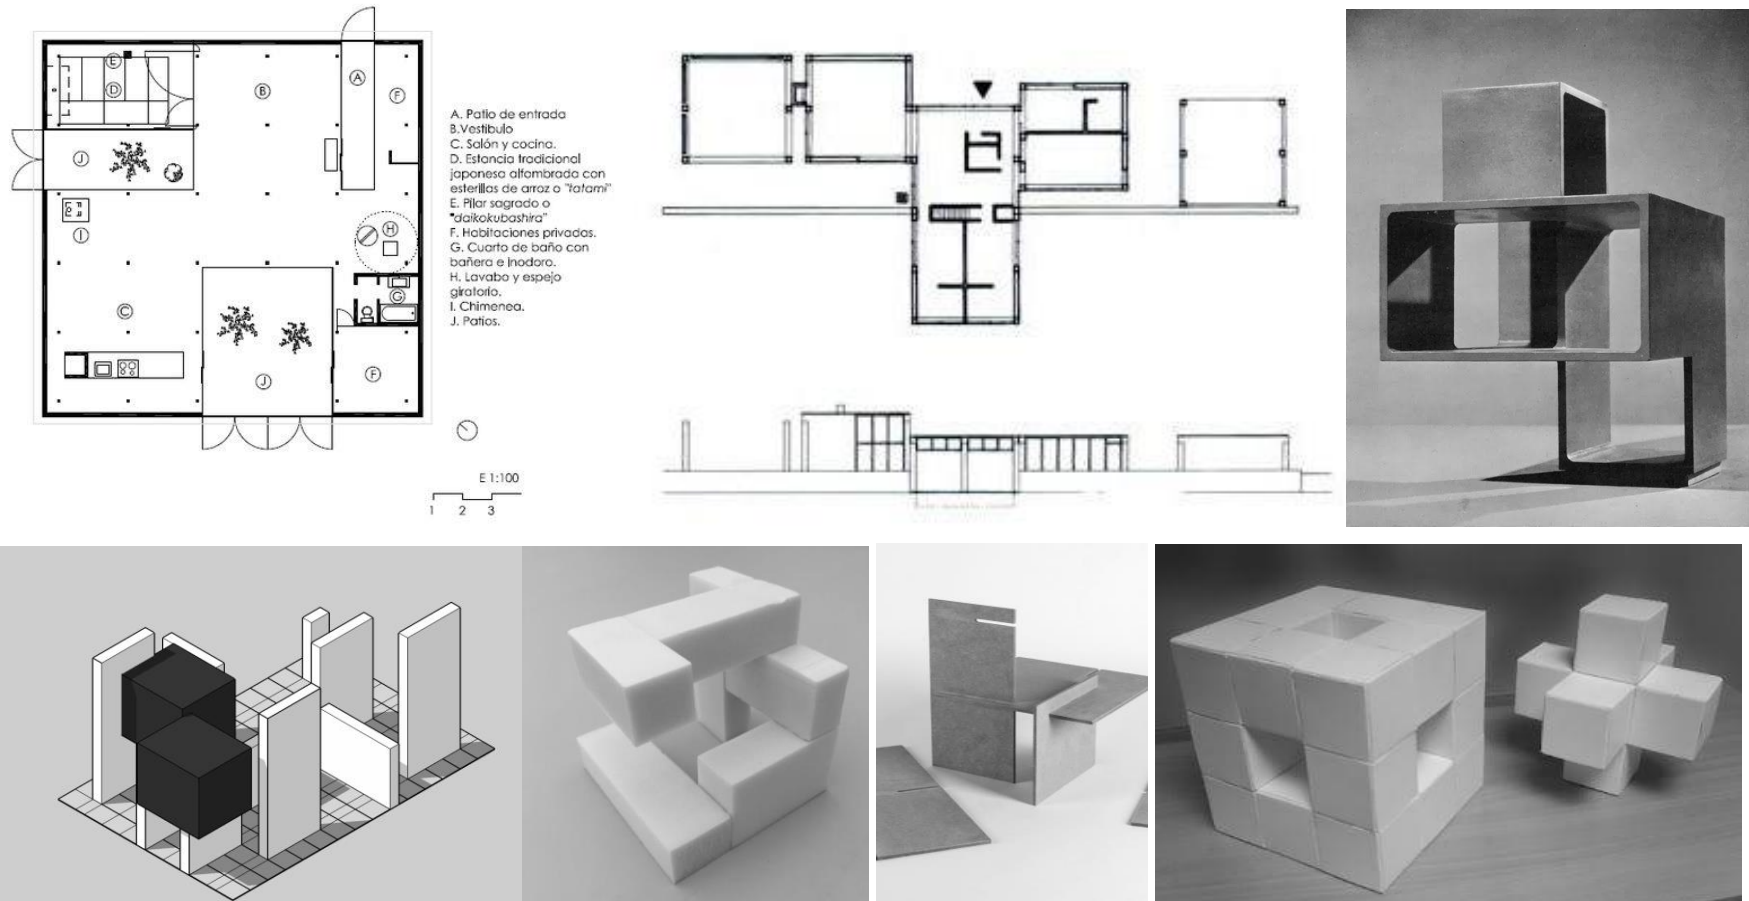 A
E
D
B
F
J
I
H
G
C
F
J
A. Patio de entrada
B.Vestíbulo
C. Salón y cocina.
D. Estancia tradicional
japonesa alfombrada con
esterillas de arroz o "tatami"
E. Pilar sagrado o
"daikokubashira"
F. Habitaciones privadas.
G. Cuarto de baño con
bañera e inodoro.
H. Lavabo y espejo
giratorio.
I. Chimenea.
J. Patios.
E 1:100
1 2 3